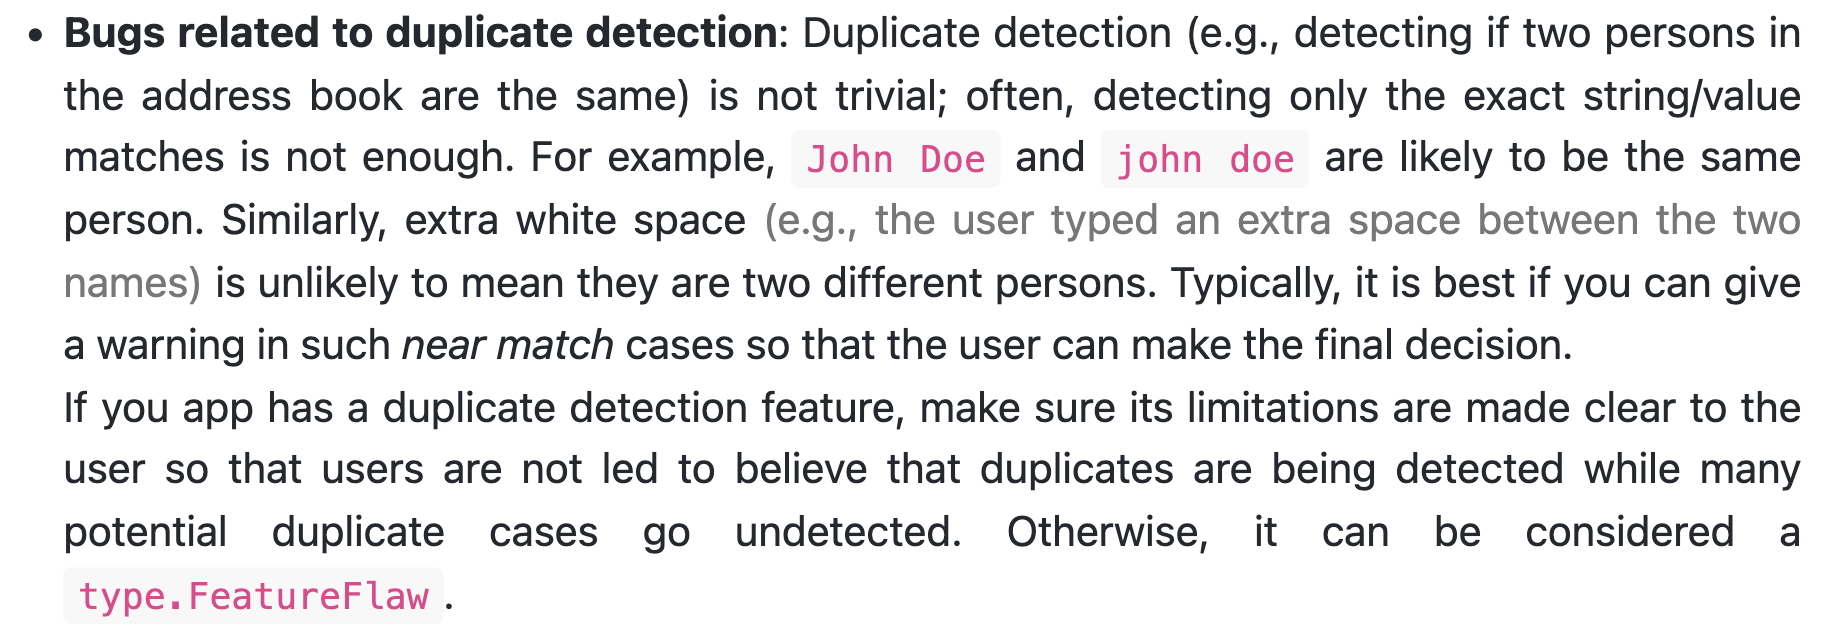 • Bugs related to duplicate detection: Duplicate detection (e.g., detecting if two persons in
the address book are the same) is not trivial; often, detecting only the exact string/value
matches is not enough. For example, John Doe and john doe are likely to be the same
person. Similarly, extra white space (e.g., the user typed an extra space between the two
names) is unlikely to mean they are two different persons. Typically, it is best if you can give
a warning in such near match cases so that the user can make the final decision.
If you app has a duplicate detection feature, make sure its limitations are made clear to the
user so that users are not led to believe that duplicates are being detected while many
potential duplicate cases go undetected. Otherwise, it can be considered a
type.FeatureFlaw.